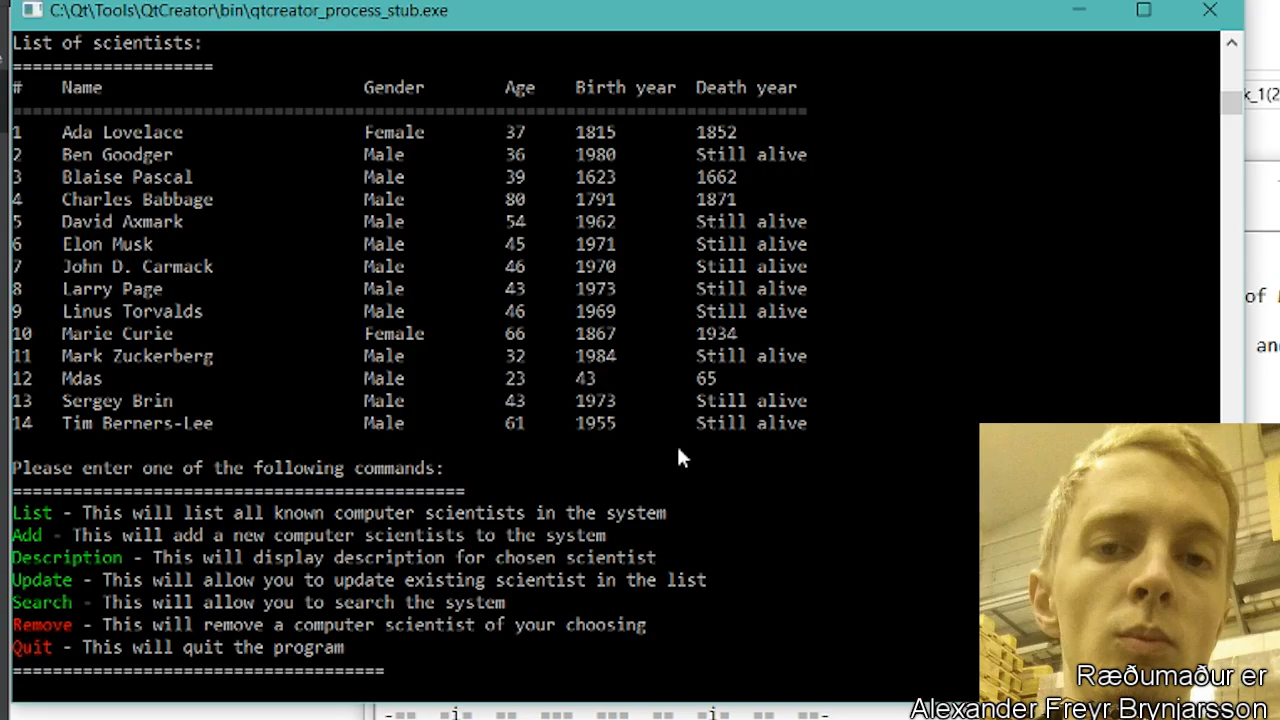 C:\Qt\Tools\QtCreator\bin\qtcreator_process_stub.exe
List of scientists:
====================
# Name Gender Age Birth year Death year
1 Ada Lovelace Female 37 1815 1852
2 Ben Goodger Male 36 1980 Still alive
3 Blaise Pascal Male 39 1623 1662
4 Charles Babbage Male 80 1791 1871
5 David Axmark Male 54 1962 Still alive
6 Elon Musk Male 45 1971 Still alive
7 John D. Carmack Male 46 1970 Still alive
8 Larry Page Male 43 1973 Still alive
9 Linus Torvalds Male 46 1969 Still alive
10 Marie Curie Female 66 1867 1934
11 Mark Zuckerberg Male 32 1984 Still alive
12 Mdas Male 23 43 65
13 Sergey Brin Male 43 1973 Still alive
14 Tim Berners-Lee Male 61 1955 Still alive
Please enter one of the following commands:
=============================================
List - This will list all known computer scientists in the system
Add - This will add a new computer scientists to the system
Description - This will display description for chosen scientist
Update - This will allow you to update existing scientist in the list
Search - This will allow you to search the system
Remove - This will remove a computer scientist of your choosing
Quit - This will quit the program
=====================================
k_1(2
of
an
Ræðumaður er
Alexander Freyr Brynjarsson